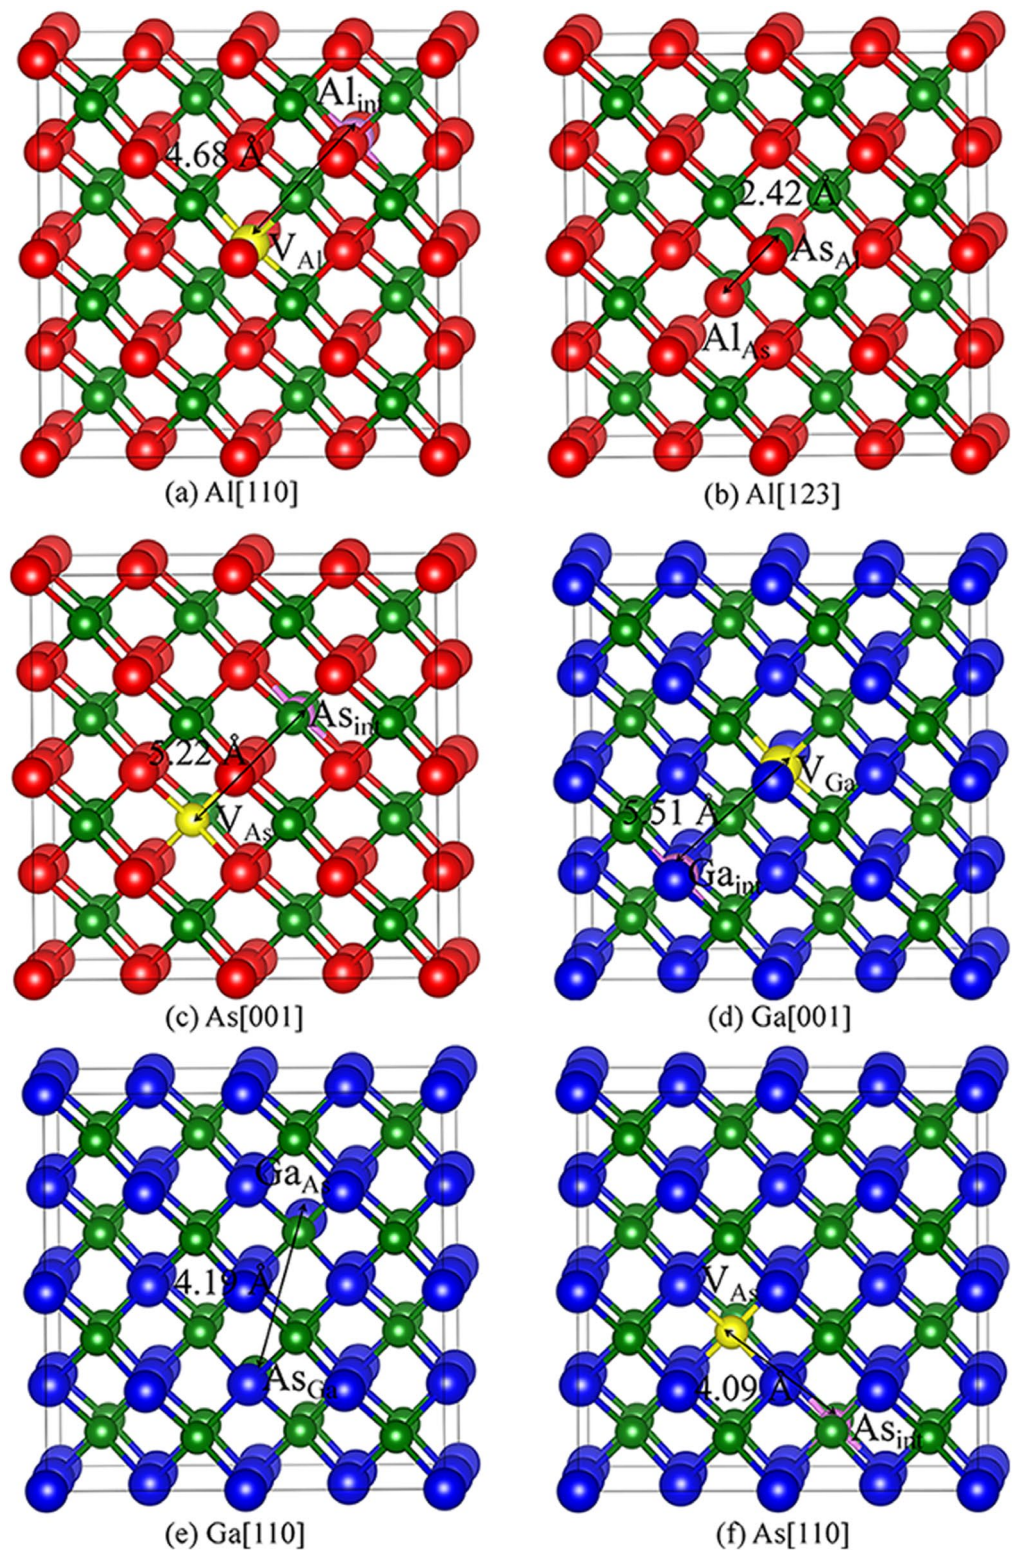 Al_int
4.68 Å
V_Al
(a) Al[110]
2.42 Å
As_Al
Al_As
(b) Al[123]
As_int
5.22 Å
V_As
(c) As[001]
V_Ga
5.51 Å
Ga_int
(d) Ga[001]
Ga_As
4.19 Å
As_Ga
(e) Ga[110]
V_As
4.09 Å
As_int
(f) As[110]